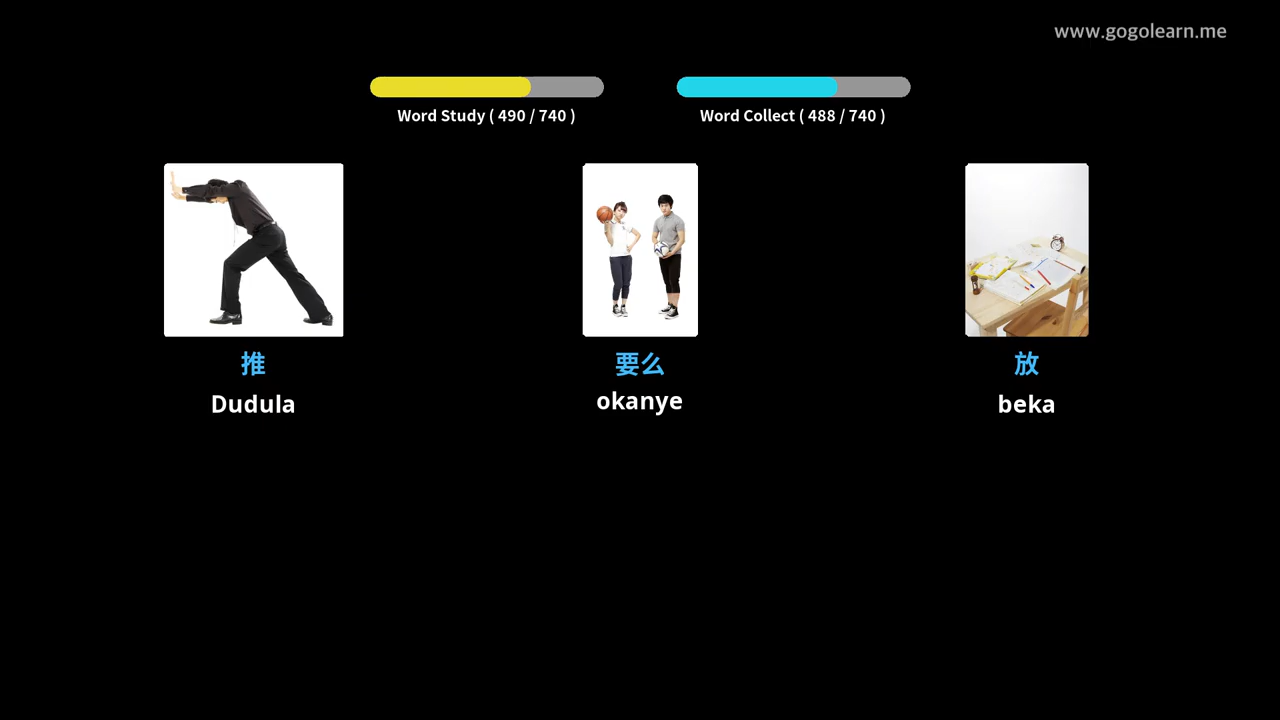 www.gogolearn.me
Word Study ( 490 / 740 )
Word Collect ( 488 / 740 )
推
要么
放
Dudula
okanye
beka